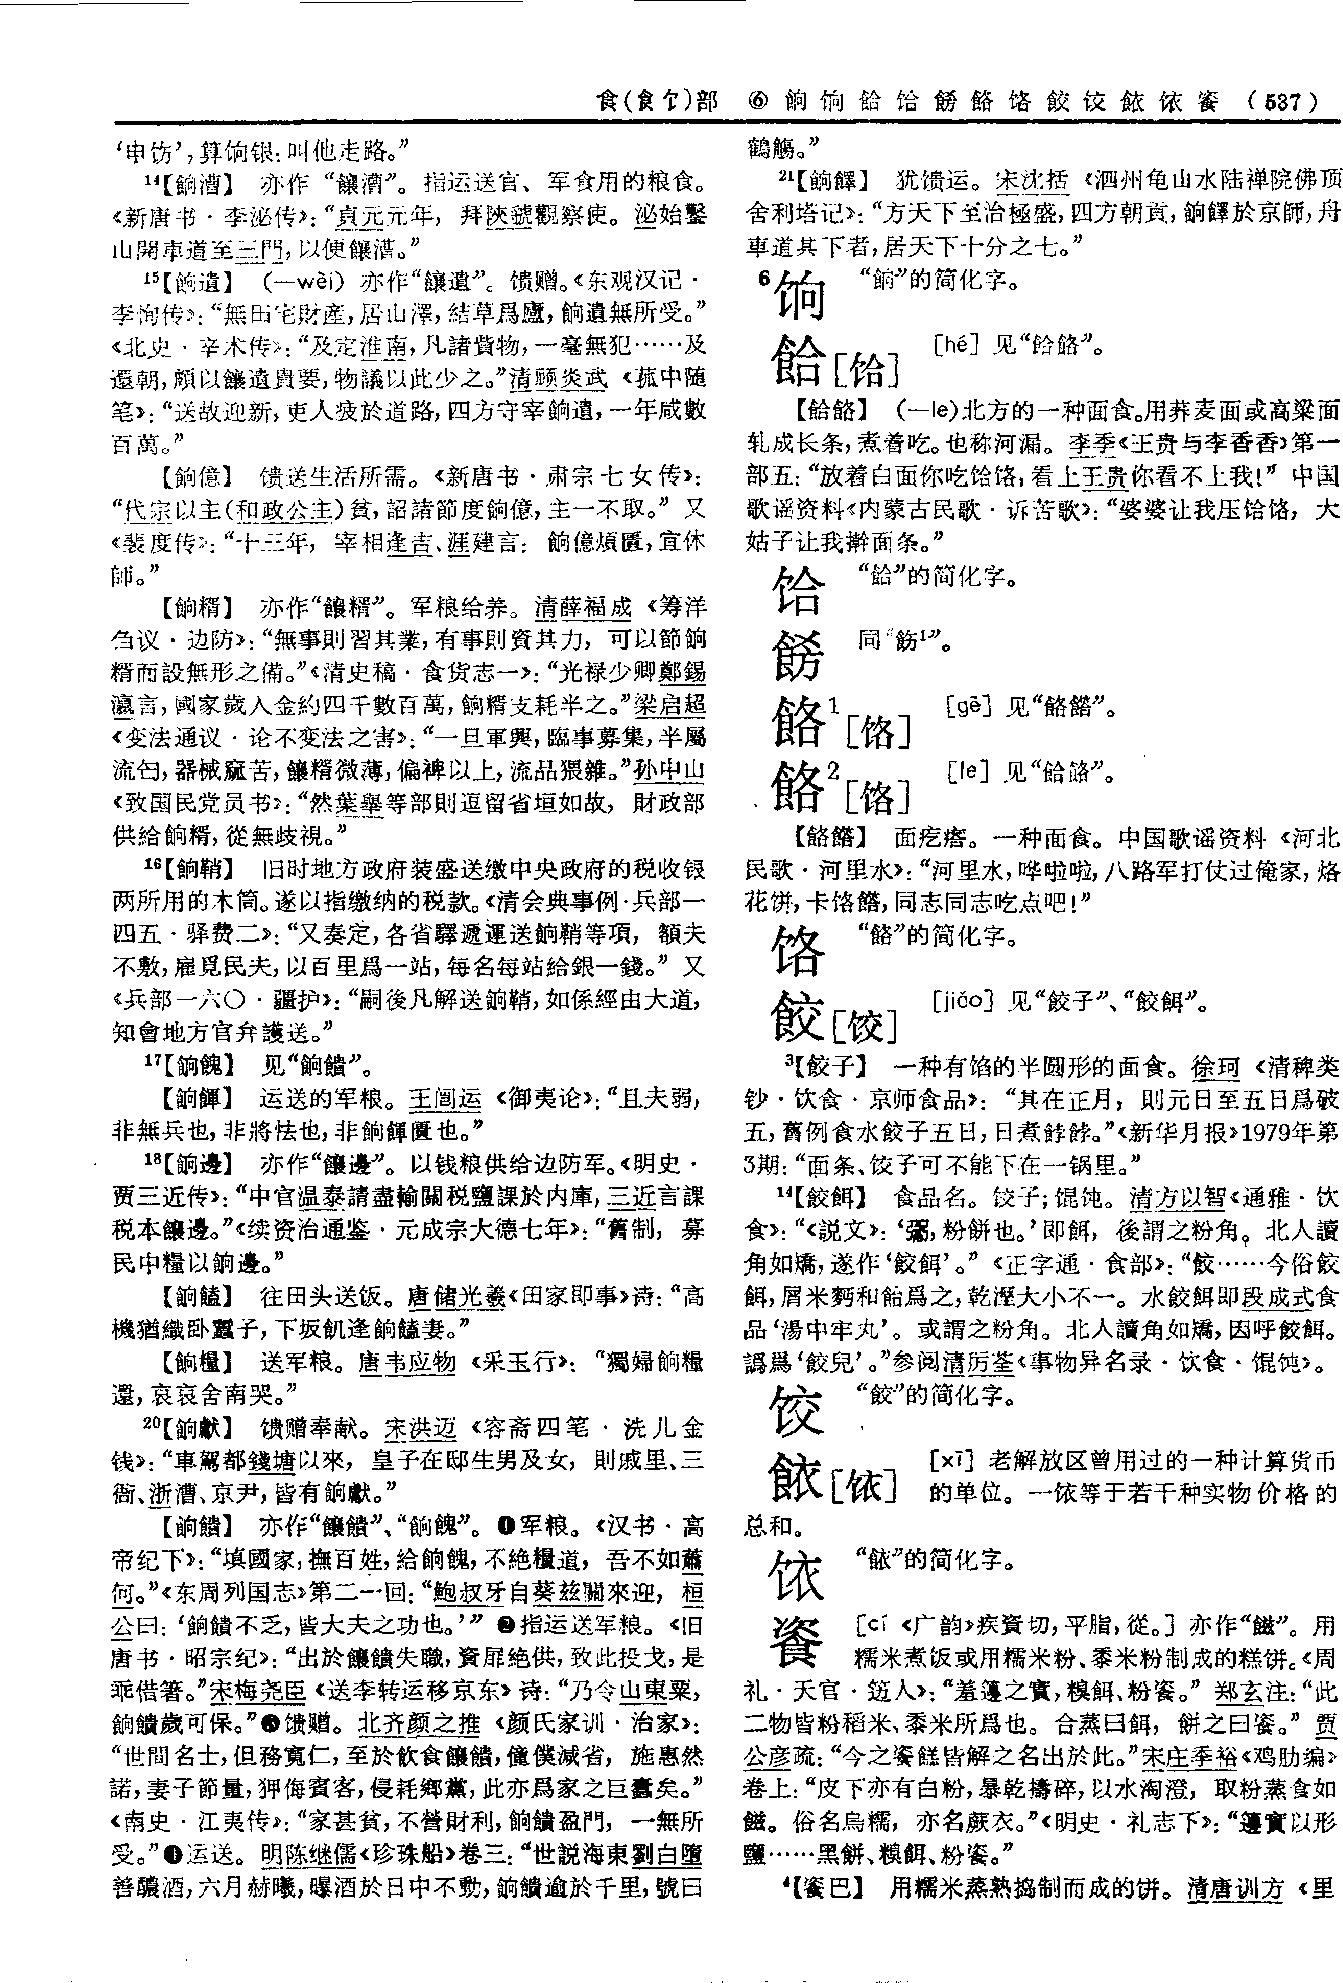 食(飠饣)部 ⑥ 餉饷餄饸餝餎饹餃饺餏𫗢餈 (537)
‘申饬’,算饷银:叫他走路。”
¹⁴【餉漕】 亦作“饟漕”。指运送官、军食用的粮食。
《新唐书·李泌传》:“貞元元年,拜陝虢觀察使。泌始鑿
山開車道至三門,以便饟漕。”
¹⁵【餉遺】 (—wèi) 亦作“饟遺”。馈赠。《东观汉记·
李恂传》:“無田宅財產,居山澤,結草爲廬,餉遺無所受。”
《北史·辛术传》:“及定淮南,凡諸貲物,一毫無犯……及
還朝,頗以饟遺貴要,物議以此少之。”清顾炎武《菰中随
笔》:“送故迎新,吏人疲於道路,四方守宰餉遺,一年咸數
百萬。”
【餉億】 馈送生活所需。《新唐书·肃宗七女传》:
“代宗以主(和政公主)貧,詔諸節度餉億,主一不取。” 又
《裴度传》:“十三年,宰相逢吉、涯建言:餉億煩匱,宜休
師。”
【餉糈】 亦作“饟糈”。军粮给养。清薛福成《筹洋
刍议·边防》:“無事則習其業,有事則資其力,可以節餉
糈而設無形之備。”《清史稿·食货志一》:“光禄少卿鄭錫
瀛言,國家歲入金約四千數百萬,餉糈支耗半之。”梁启超
《变法通议·论不变法之害》:“一旦軍興,臨事募集,半屬
流匄,器械窳苦,饟糈微薄,偏裨以上,流品猥雜。”孙中山
《致国民党员书》:“然葉舉等部則逗留省垣如故,財政部
供給餉糈,從無歧視。”
¹⁶【餉鞘】 旧时地方政府装盛送缴中央政府的税收银
两所用的木筒。遂以指缴纳的税款。《清会典事例·兵部一
四五·驿费二》:“又奏定,各省驛遞運送餉鞘等項,額夫
不敷,雇覓民夫,以百里爲一站,每名每站給銀一錢。” 又
《兵部一六〇·疆护》:“嗣後凡解送餉鞘,如係經由大道,
知會地方官弁護送。”
¹⁷【餉餽】 见“餉饋”。
【餉餫】 运送的军粮。王闿运《御夷论》:“且夫弱,
非無兵也,非將怯也,非餉餫匱也。”
¹⁸【餉邊】 亦作“饟邊”。以钱粮供给边防军。《明史·
贾三近传》:“中官温泰請盡輸關税鹽課於内庫,三近言課
税本饟邊。”《续资治通鉴·元成宗大德七年》:“舊制,募
民中糧以餉邊。”
【餉饁】 往田头送饭。唐储光羲《田家即事》诗:“高
機猶織卧蠶子,下坂飢逢餉饁妻。”
【餉糧】 送军粮。唐韦应物《采玉行》:“獨婦餉糧
還,哀哀舍南哭。”
²⁰【餉獻】 馈赠奉献。宋洪迈《容斋四笔·洗儿金
钱》:“車駕都錢塘以來,皇子在邸生男及女,則戚里、三
衙、浙漕、京尹,皆有餉獻。”
【餉饋】 亦作“饟饋”、“餉餽”。❶军粮。《汉书·高
帝纪下》:“填國家,撫百姓,給餉餽,不絶糧道,吾不如蕭
何。”《东周列国志》第二一回:“鮑叔牙自葵兹關來迎,桓
公曰:‘餉饋不乏,皆大夫之功也。’” ❷指运送军粮。《旧
唐书·昭宗纪》:“出於饟饋失職,資屝絶供,致此投戈,是
乖借箸。”宋梅尧臣《送李转运移京东》诗:“乃令山東粟,
餉饋歲可保。”❸馈赠。北齐颜之推《颜氏家训·治家》:
“世間名士,但務寬仁,至於飲食饟饋,僮僕減省,施惠然
諾,妻子節量,狎侮賓客,侵耗鄉黨,此亦爲家之巨蠹矣。”
《南史·江夷传》:“家甚貧,不營財利,餉饋盈門,一無所
受。”❹运送。明陈继儒《珍珠船》卷三:“世説海東劉白墮
善釀酒,六月赫曦,曝酒於日中不動,餉饋逾於千里,號曰
鶴觴。”
²¹【餉饆】 犹馈运。宋沈括《泗州龟山水陆禅院佛顶
舍利塔记》:“方天下至治極盛,四方朝貢,餉饆於京師,舟
車道其下者,居天下十分之七。”
6 饷 “餉”的简化字。
餄[饸] [hé] 见“餄餎”。
【餄餎】 (—le)北方的一种面食。用荞麦面或高粱面
轧成长条,煮着吃。也称河漏。李季《王贵与李香香》第一
部五:“放着白面你吃饸饹,看上王贵你看不上我!” 中国
歌谣资料《内蒙古民歌·诉苦歌》:“婆婆让我压饸饹,大
姑子让我擀面条。”
饸 “餄”的简化字。
餝 同“餝¹”。
餎¹[饹] [gē] 见“餎饣”。
餎²[饹] [le] 见“餄餎”。
【餎𩟔】 面疙瘩。一种面食。中国歌谣资料《河北
民歌·河里水》:“河里水,哗啦啦,八路军打仗过俺家,烙
花饼,卡饹𩟔,同志同志吃点吧!”
饹 “餎”的简化字。
餃[饺] [jiǎo] 见“餃子”、“餃餌”。
³【餃子】 一种有馅的半圆形的面食。徐珂《清稗类
钞·饮食·京师食品》:“其在正月,則元日至五日爲破
五,舊例食水餃子五日,曰煮餑餑。”《新华月报》1979年第
3期:“面条、饺子可不能下在一锅里。”
¹⁴【餃餌】 食品名。饺子;馄饨。清方以智《通雅·饮
食》:“《説文》:‘䰞,粉餅也。’即餌,後謂之粉角。北人讀
角如矯,遂作‘餃餌’。”《正字通·食部》:“餃……今俗餃
餌,屑米麪和飴爲之,乾溼大小不一。水餃餌即段成式食
品‘湯中牢丸’。或謂之粉角。北人讀角如矯,因呼餃餌。
譌爲‘餃兒’。”参阅清厉荃《事物异名录·饮食·馄饨》。
饺 “餃”的简化字。
餏[𫗢] [xī] 老解放区曾用过的一种计算货币
的单位。一𫗢等于若干种实物价格的
总和。
𫗢 “餏”的简化字。
餈 [cí 《广韵》疾資切,平脂,從。] 亦作“餻”。用
糯米煮饭或用糯米粉、黍米粉制成的糕饼。《周
礼·天官·笾人》:“羞籩之實,糗餌、粉餈。” 郑玄注:“此
二物皆粉稻米、黍米所爲也。合蒸曰餌,餅之曰餈。” 贾
公彦疏:“今之餈餻皆解之名出於此。”宋庄季裕《鸡肋编》
卷上:“皮下亦有白粉,暴乾擣碎,以水淘澄,取粉蒸食如
餈。俗名烏糯,亦名蕨衣。”《明史·礼志下》:“籩實以形
鹽……黑餅、糗餌、粉餈。”
⁴【餈巴】 用糯米蒸熟捣制而成的饼。清唐训方《里